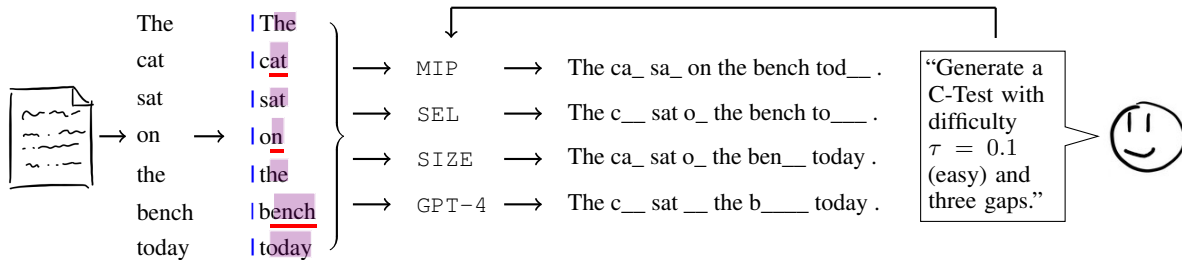 The
cat
sat
on
the
bench
today
The
cat
sat
on
the
bench
today
MIP
SEL
SIZE
GPT-4
The ca_ sa_ on the bench tod__ .
The c__ sat o_ the bench to___ .
The ca_ sat o_ the ben__ today .
The c__ sat __ the b____ today .
“Generate a
C-Test with
difficulty
τ = 0.1
(easy) and
three gaps.”